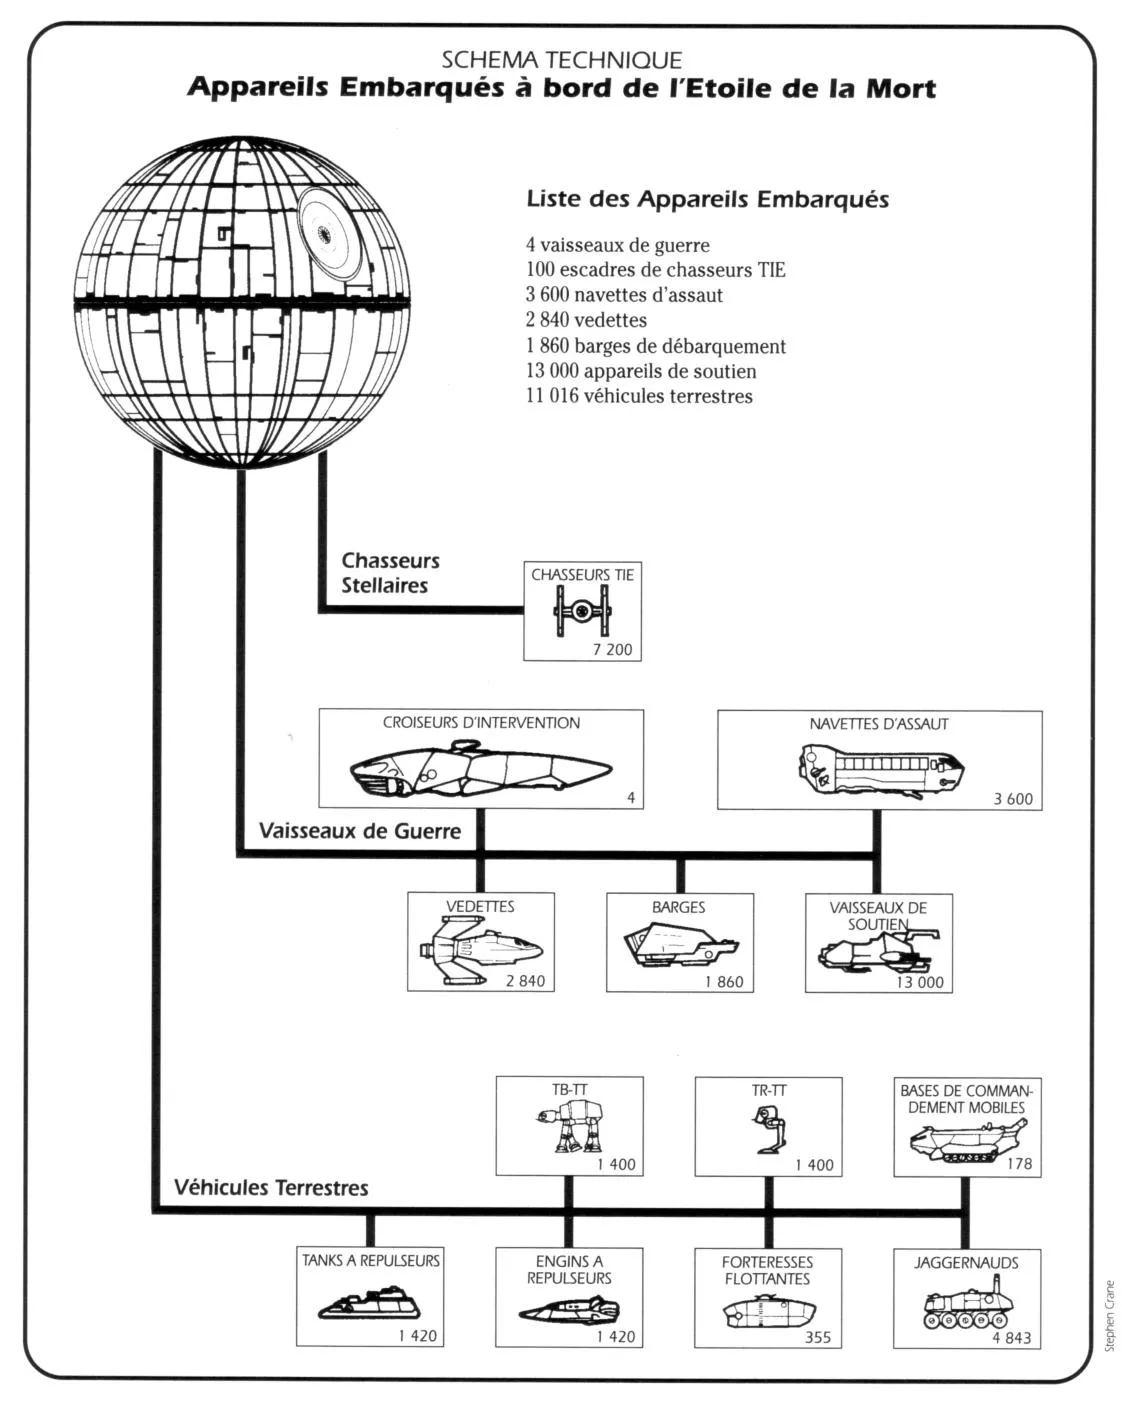 SCHEMA TECHNIQUE
Appareils Embarqués à bord de l'Etoile de la Mort
Liste des Appareils Embarqués
4 vaisseaux de guerre
100 escadres de chasseurs TIE
3 600 navettes d'assaut
2 840 vedettes
1 860 barges de débarquement
13 000 appareils de soutien
11 016 véhicules terrestres
Chasseurs
Stellaires
CHASSEURS TIE
7 200
CROISEURS D'INTERVENTION
4
NAVETTES D'ASSAUT
3 600
Vaisseaux de Guerre
VEDETTES
2 840
BARGES
1 860
VAISSEAUX DE
SOUTIEN
13 000
TB-TT
1 400
TR-TT
1 400
BASES DE COMMAN-
DEMENT MOBILES
178
Véhicules Terrestres
TANKS A REPULSEURS
1 420
ENGINS A
REPULSEURS
1 420
FORTERESSES
FLOTTANTES
355
JAGGERNAUDS
4 843
Stephen Crane